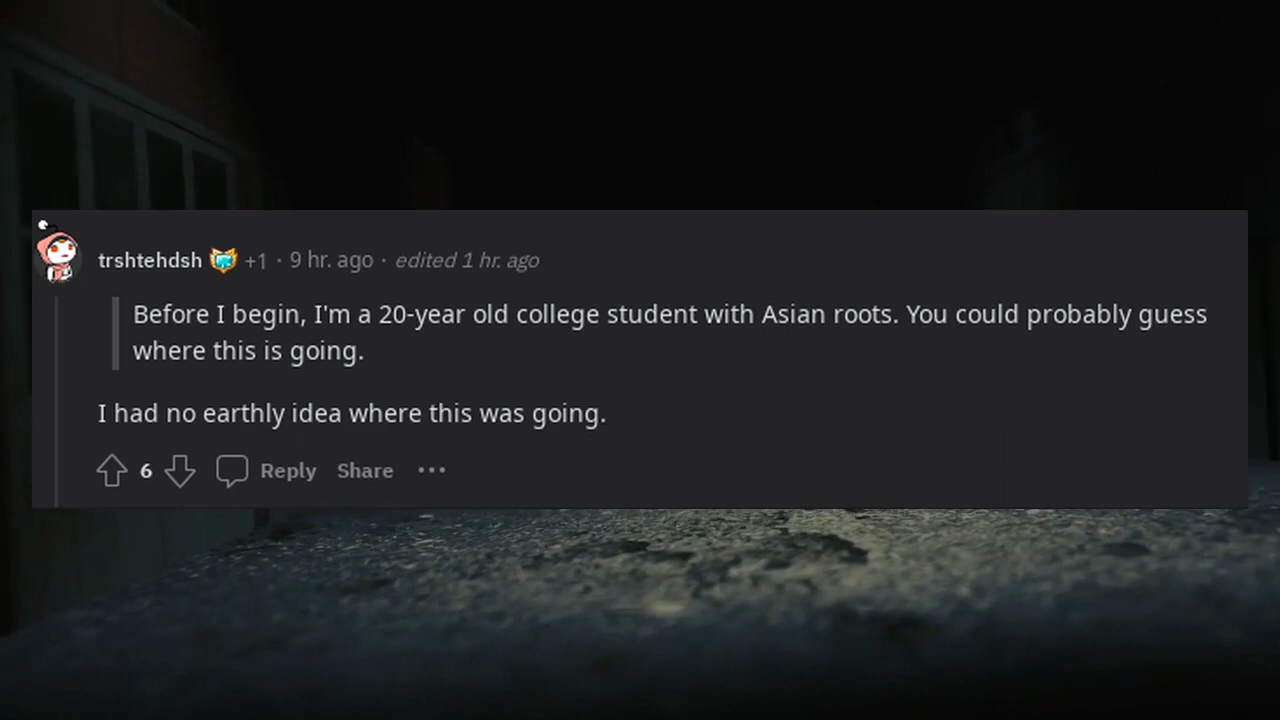 trshtehdsh +1 · 9 hr. ago · edited 1 hr. ago
Before I begin, I'm a 20-year old college student with Asian roots. You could probably guess
where this is going.
I had no earthly idea where this was going.
6 Reply Share ···